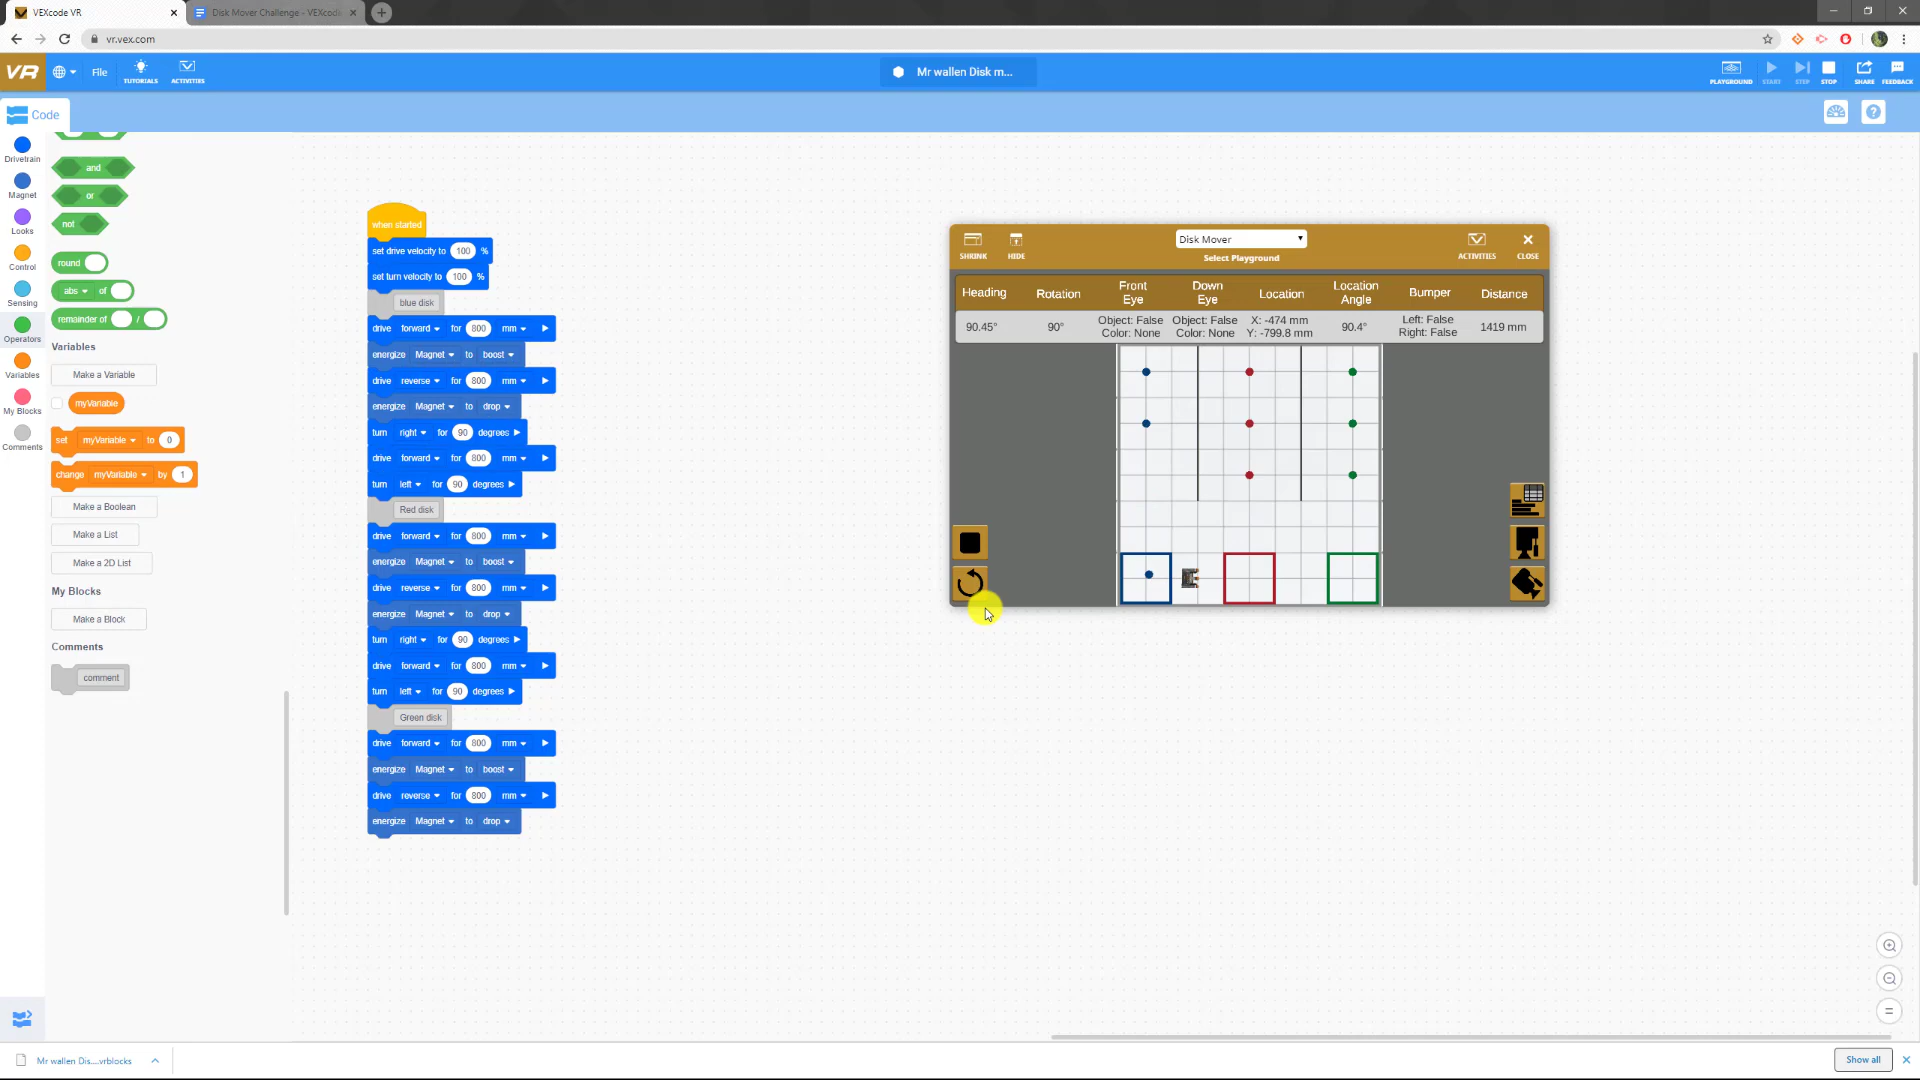 VEXcode VR
Disk Mover Challenge - VEXcodi
vr.vex.com
VR
File
TUTORIALS
ACTIVITIES
Mr wallen Disk m...
PLAYGROUND
START
STEP
STOP
SHARE
FEEDBACK
Code
Drivetrain
Magnet
Looks
Control
Sensing
Operators
Variables
My Blocks
Comments
and
or
not
round
abs of
remainder of /
Variables
Make a Variable
myVariable
set myVariable to 0
change myVariable by 1
Make a Boolean
Make a List
Make a 2D List
My Blocks
Make a Block
Comments
comment
when started
set drive velocity to 100 %
set turn velocity to 100 %
blue disk
drive forward for 800 mm
energize Magnet to boost
drive reverse for 800 mm
energize Magnet to drop
turn right for 90 degrees
drive forward for 800 mm
turn left for 90 degrees
Red disk
drive forward for 800 mm
energize Magnet to boost
drive reverse for 800 mm
energize Magnet to drop
turn right for 90 degrees
drive forward for 800 mm
turn left for 90 degrees
Green disk
drive forward for 800 mm
energize Magnet to boost
drive reverse for 800 mm
energize Magnet to drop
SHRINK
HIDE
Disk Mover
Select Playground
ACTIVITIES
CLOSE
Heading Rotation Front Eye Down Eye Location Location Angle Bumper Distance
90.45° 90° Object: False Object: False X: -474 mm 90.4° Left: False 1419 mm
Color: None Color: None Y: -799.8 mm Right: False
Mr wallen Dis....vrblocks
Show all